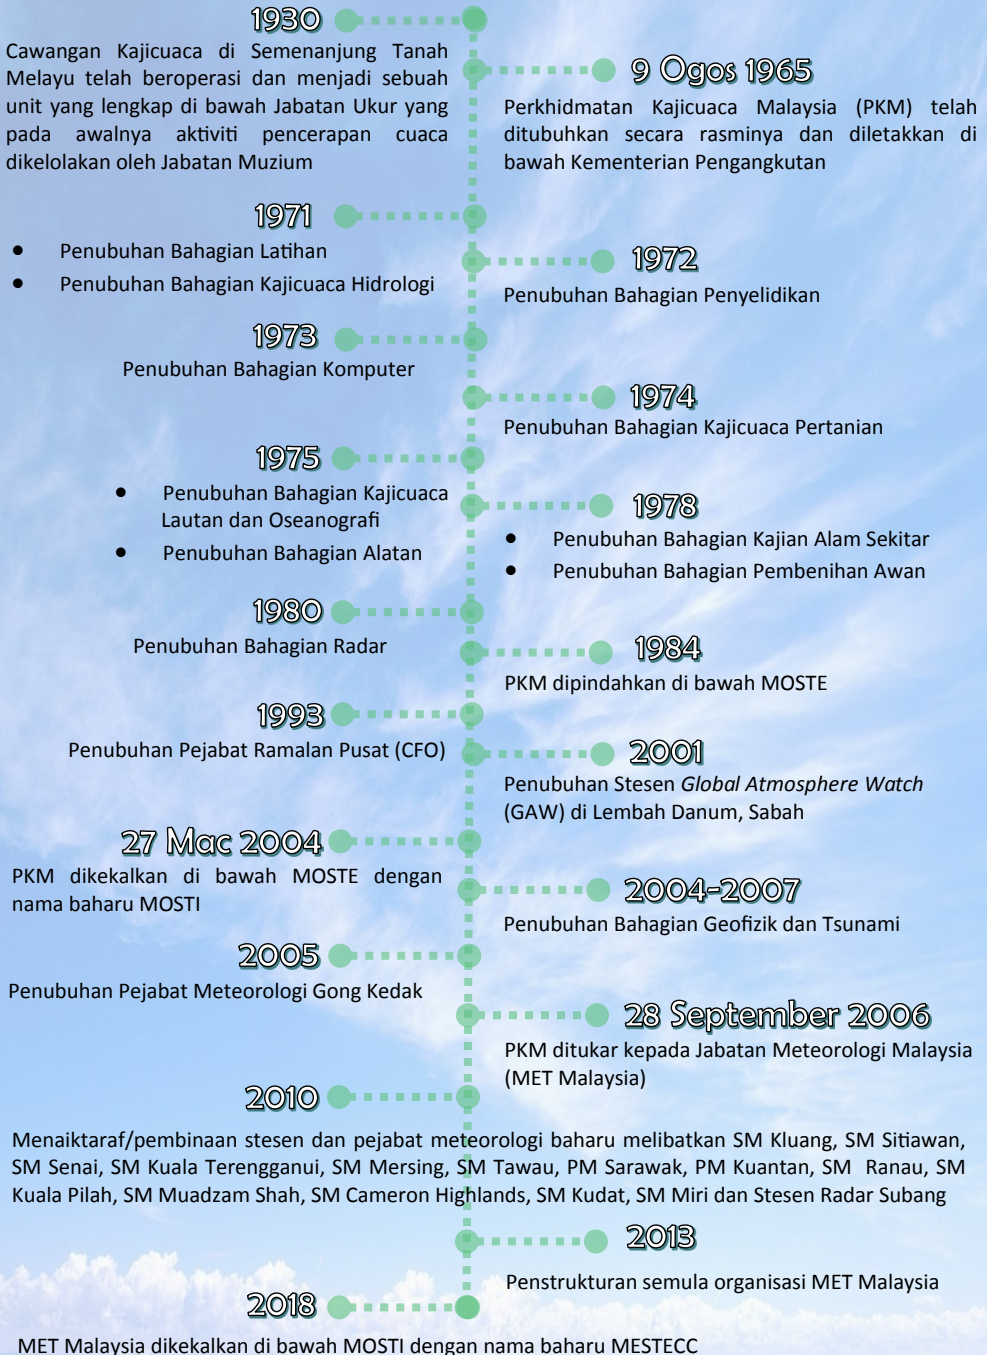 1930
Cawangan Kajicuaca di Semenanjung Tanah
Melayu telah beroperasi dan menjadi sebuah
unit yang lengkap di bawah Jabatan Ukur yang
pada awalnya aktiviti pencerapan cuaca
dikelolakan oleh Jabatan Muzium
9 Ogos 1965
Perkhidmatan Kajicuaca Malaysia (PKM) telah
ditubuhkan secara rasminya dan diletakkan di
bawah Kementerian Pengangkutan
1971
• Penubuhan Bahagian Latihan
• Penubuhan Bahagian Kajicuaca Hidrologi
1972
Penubuhan Bahagian Penyelidikan
1973
Penubuhan Bahagian Komputer
1974
Penubuhan Bahagian Kajicuaca Pertanian
1975
• Penubuhan Bahagian Kajicuaca
Lautan dan Oseanografi
• Penubuhan Bahagian Alatan
1978
• Penubuhan Bahagian Kajian Alam Sekitar
• Penubuhan Bahagian Pembenihan Awan
1980
Penubuhan Bahagian Radar
1984
PKM dipindahkan di bawah MOSTE
1993
Penubuhan Pejabat Ramalan Pusat (CFO)
2001
Penubuhan Stesen Global Atmosphere Watch
(GAW) di Lembah Danum, Sabah
27 Mac 2004
PKM dikekalkan di bawah MOSTE dengan
nama baharu MOSTI
2004-2007
Penubuhan Bahagian Geofizik dan Tsunami
2005
Penubuhan Pejabat Meteorologi Gong Kedak
28 September 2006
PKM ditukar kepada Jabatan Meteorologi Malaysia
(MET Malaysia)
2010
Menaiktaraf/pembinaan stesen dan pejabat meteorologi baharu melibatkan SM Kluang, SM Sitiawan,
SM Senai, SM Kuala Terengganui, SM Mersing, SM Tawau, PM Sarawak, PM Kuantan, SM Ranau, SM
Kuala Pilah, SM Muadzam Shah, SM Cameron Highlands, SM Kudat, SM Miri dan Stesen Radar Subang
2013
Penstrukturan semula organisasi MET Malaysia
2018
MET Malaysia dikekalkan di bawah MOSTI dengan nama baharu MESTECC